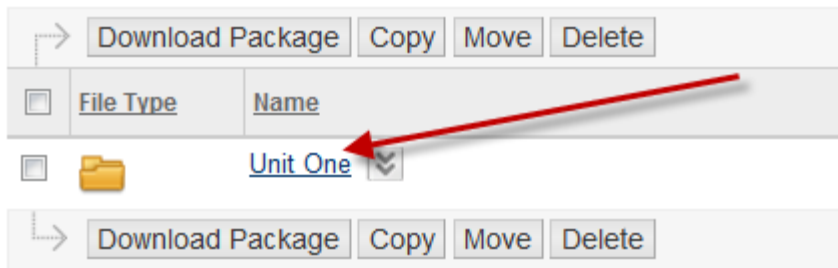 Download Package Copy Move Delete
File Type Name
Unit One
Download Package Copy Move Delete